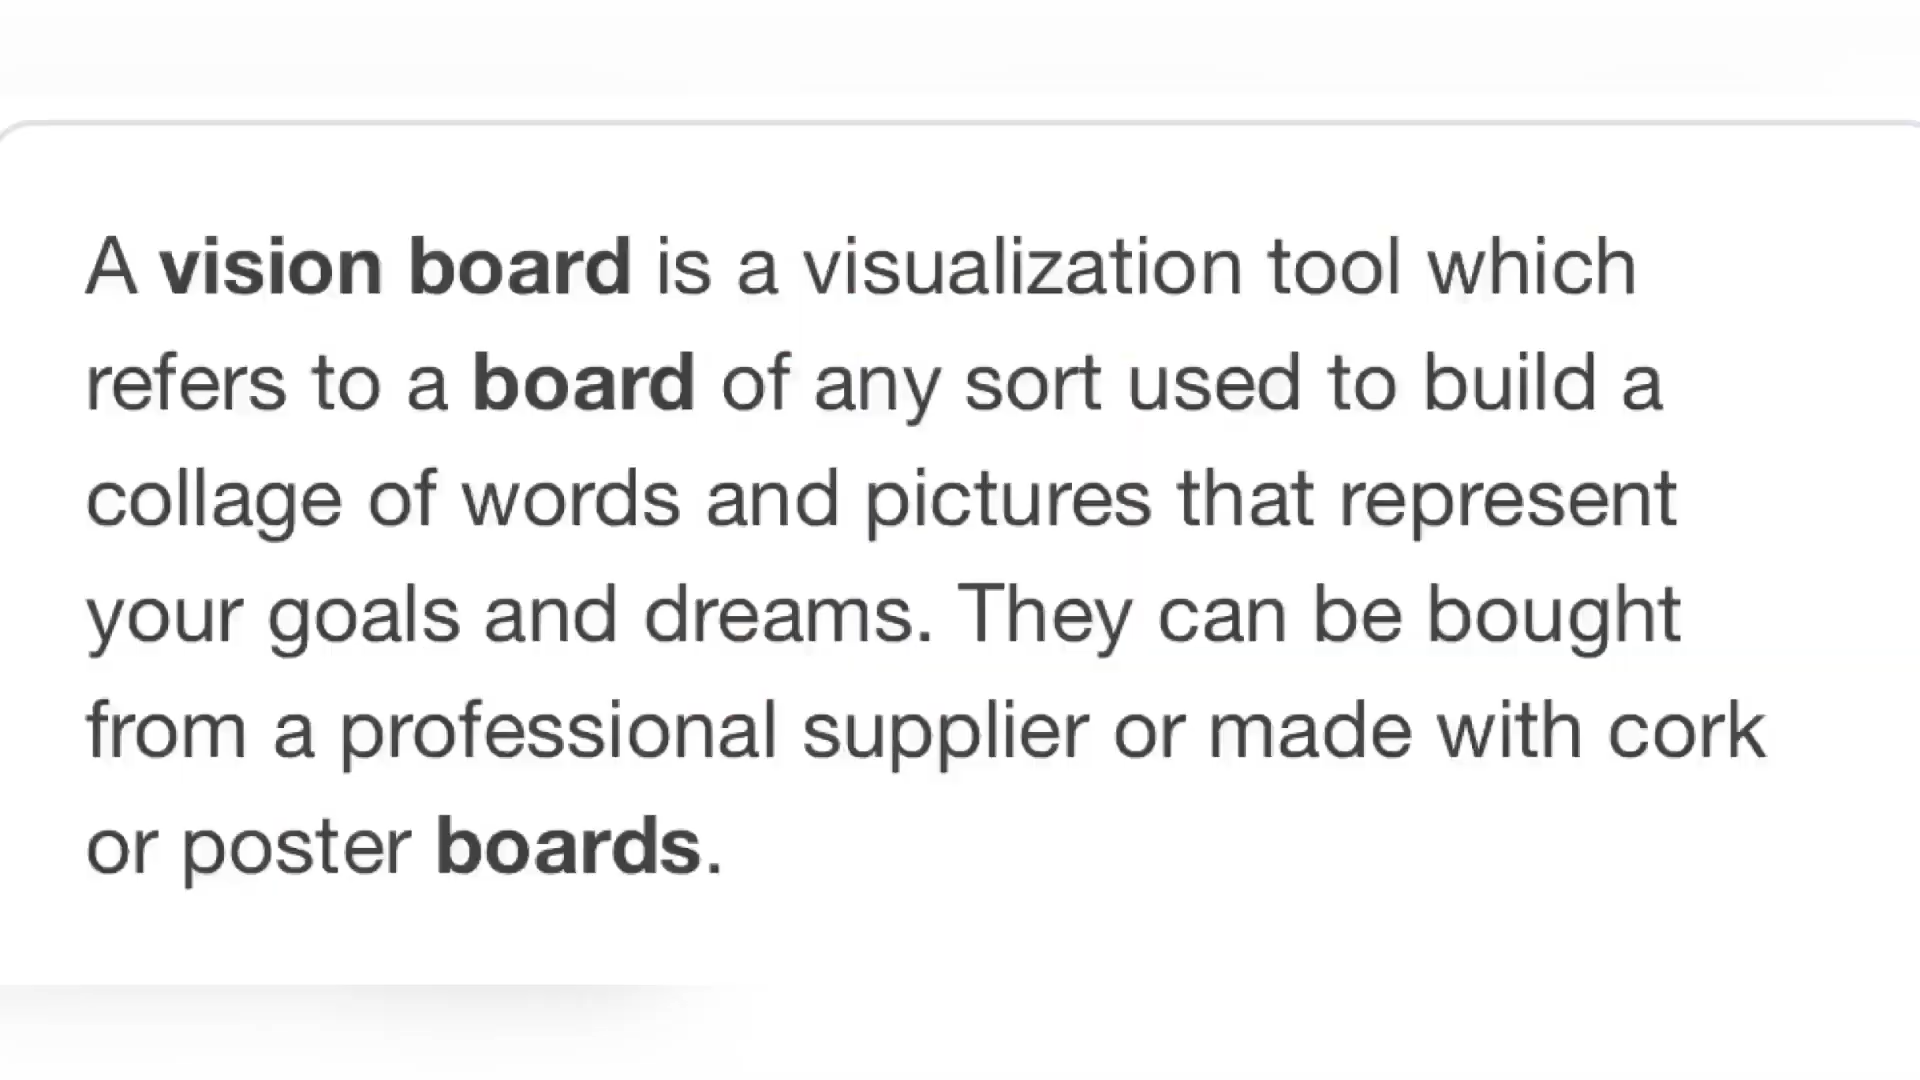 A vision board is a visualization tool which
refers to a board of any sort used to build a
collage of words and pictures that represent
your goals and dreams. They can be bought
from a professional supplier or made with cork
or poster boards.